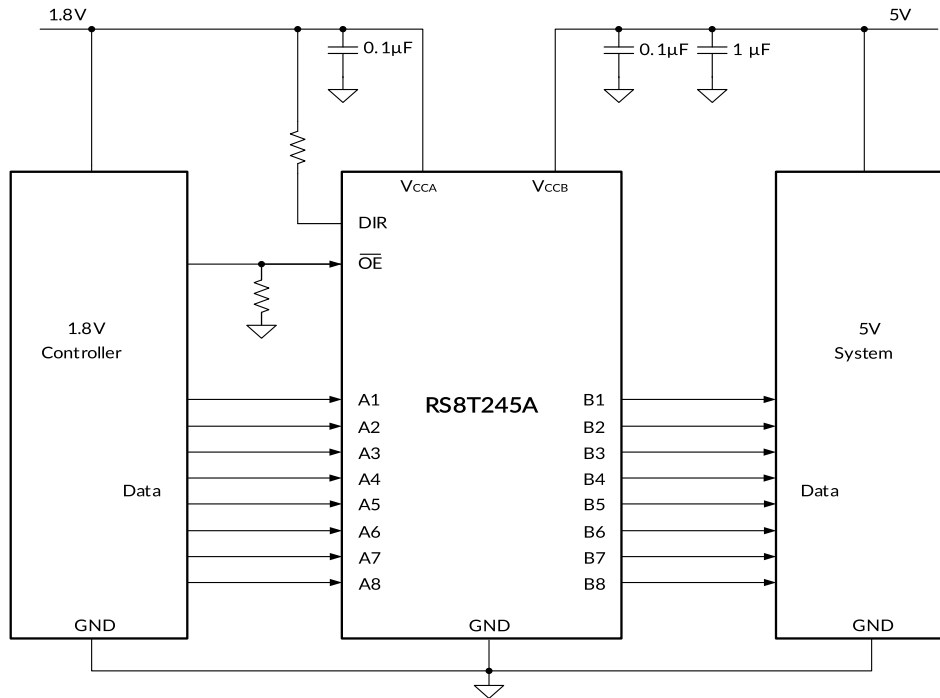 1.8V
5V
0.1µF
0.1µF
1 µF
VCCA
VCCB
DIR
OE
1.8V
Controller
5V
System
RS8T245A
A1
B1
A2
B2
A3
B3
A4
B4
Data
Data
A5
B5
A6
B6
A7
B7
A8
B8
GND
GND
GND